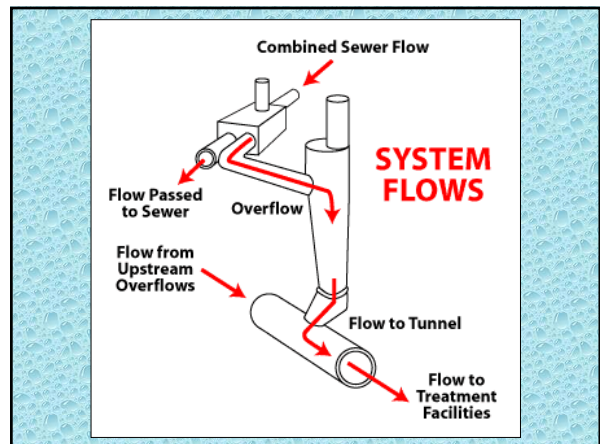 Combined Sewer Flow
SYSTEM
FLOWS
Flow Passed
to Sewer
Overflow
Flow from
Upstream
Overflows
Flow to Tunnel
Flow to
Treatment
Facilities